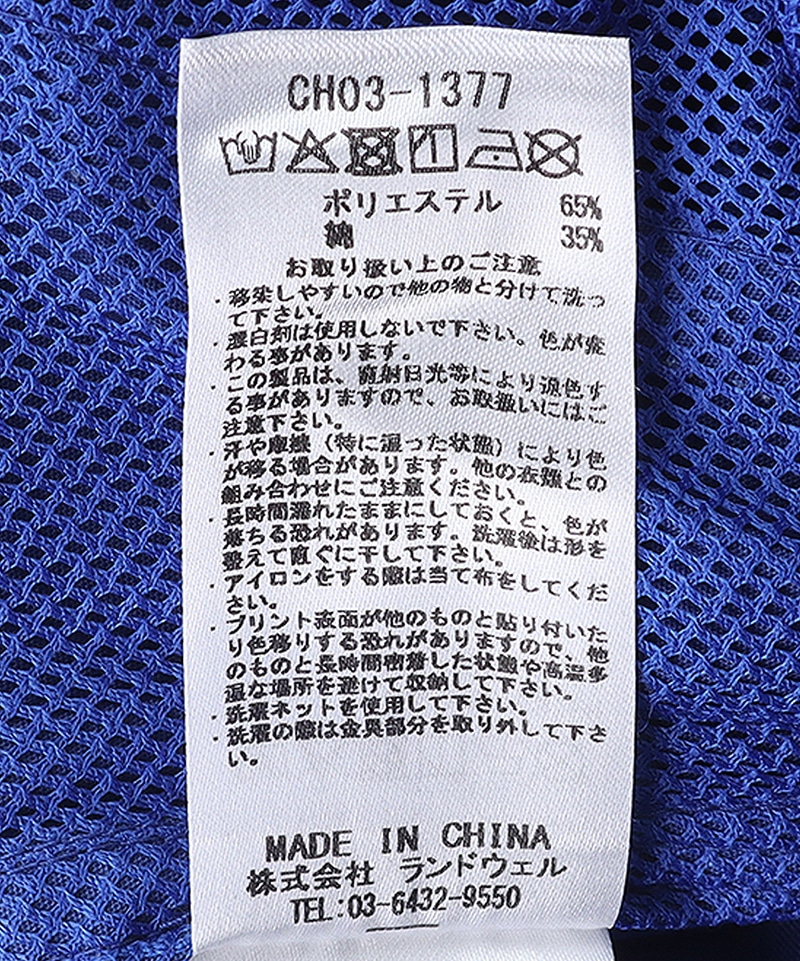 CH03-1377
ポリエステル 65%
綿 35%
お取り扱い上のご注意
・移染しやすいので他の物と分けて洗っ
て下さい。
・漂白剤は使用しないで下さい。色が変
わる事があります。
・この製品は、直射日光等により退色す
る事がありますので、お取扱いにはご
注意下さい。
・汗や摩擦（特に湿った状態）により色
が移る場合があります。他の衣類との
組み合わせにご注意ください。
・長時間濡れたままにしておくと、色が
落ちる恐れがあります。洗濯後は形を
整えて直ぐに干して下さい。
・アイロンをする際は当て布をしてくだ
さい。
・プリント表面が他のものと貼り付いた
り色移りする恐れがありますので、他
のものと長時間密着した状態や高温多
湿な場所を避けて収納して下さい。
・洗濯ネットを使用して下さい。
・洗濯の際は金具部分を取り外して下さ
い。
MADE IN CHINA
株式会社 ランドウェル
TEL:03-6432-9550